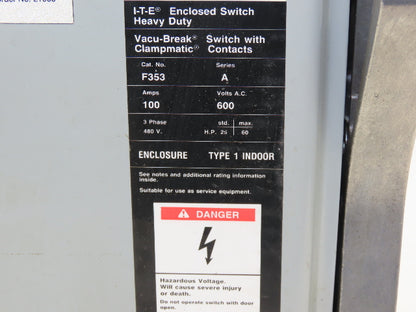 I-T-E® Enclosed Switch
Heavy Duty
Vacu-Break® Switch with
Clampmatic® Contacts
Cat. No. Series
F353 A
Amps Volts A.C.
100 600
3 Phase std. max.
480 V. H.P. 25 60
ENCLOSURE TYPE 1 INDOOR
See notes and additional rating information
inside.
Suitable for use as service equipment.
DANGER
Hazardous Voltage.
Will cause severe injury
or death.
Do not operate switch with door
open.